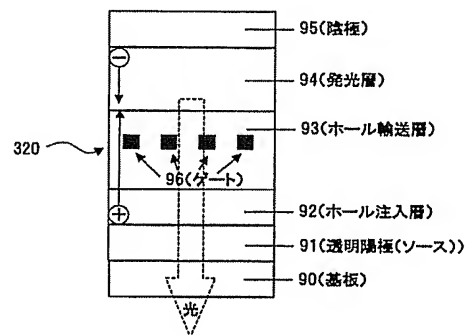 95(陰極)
94(発光層)
93(ホール輸送層)
320
96(ゲート)
92(ホール注入層)
91(透明陽極(ソース))
90(基板)
光